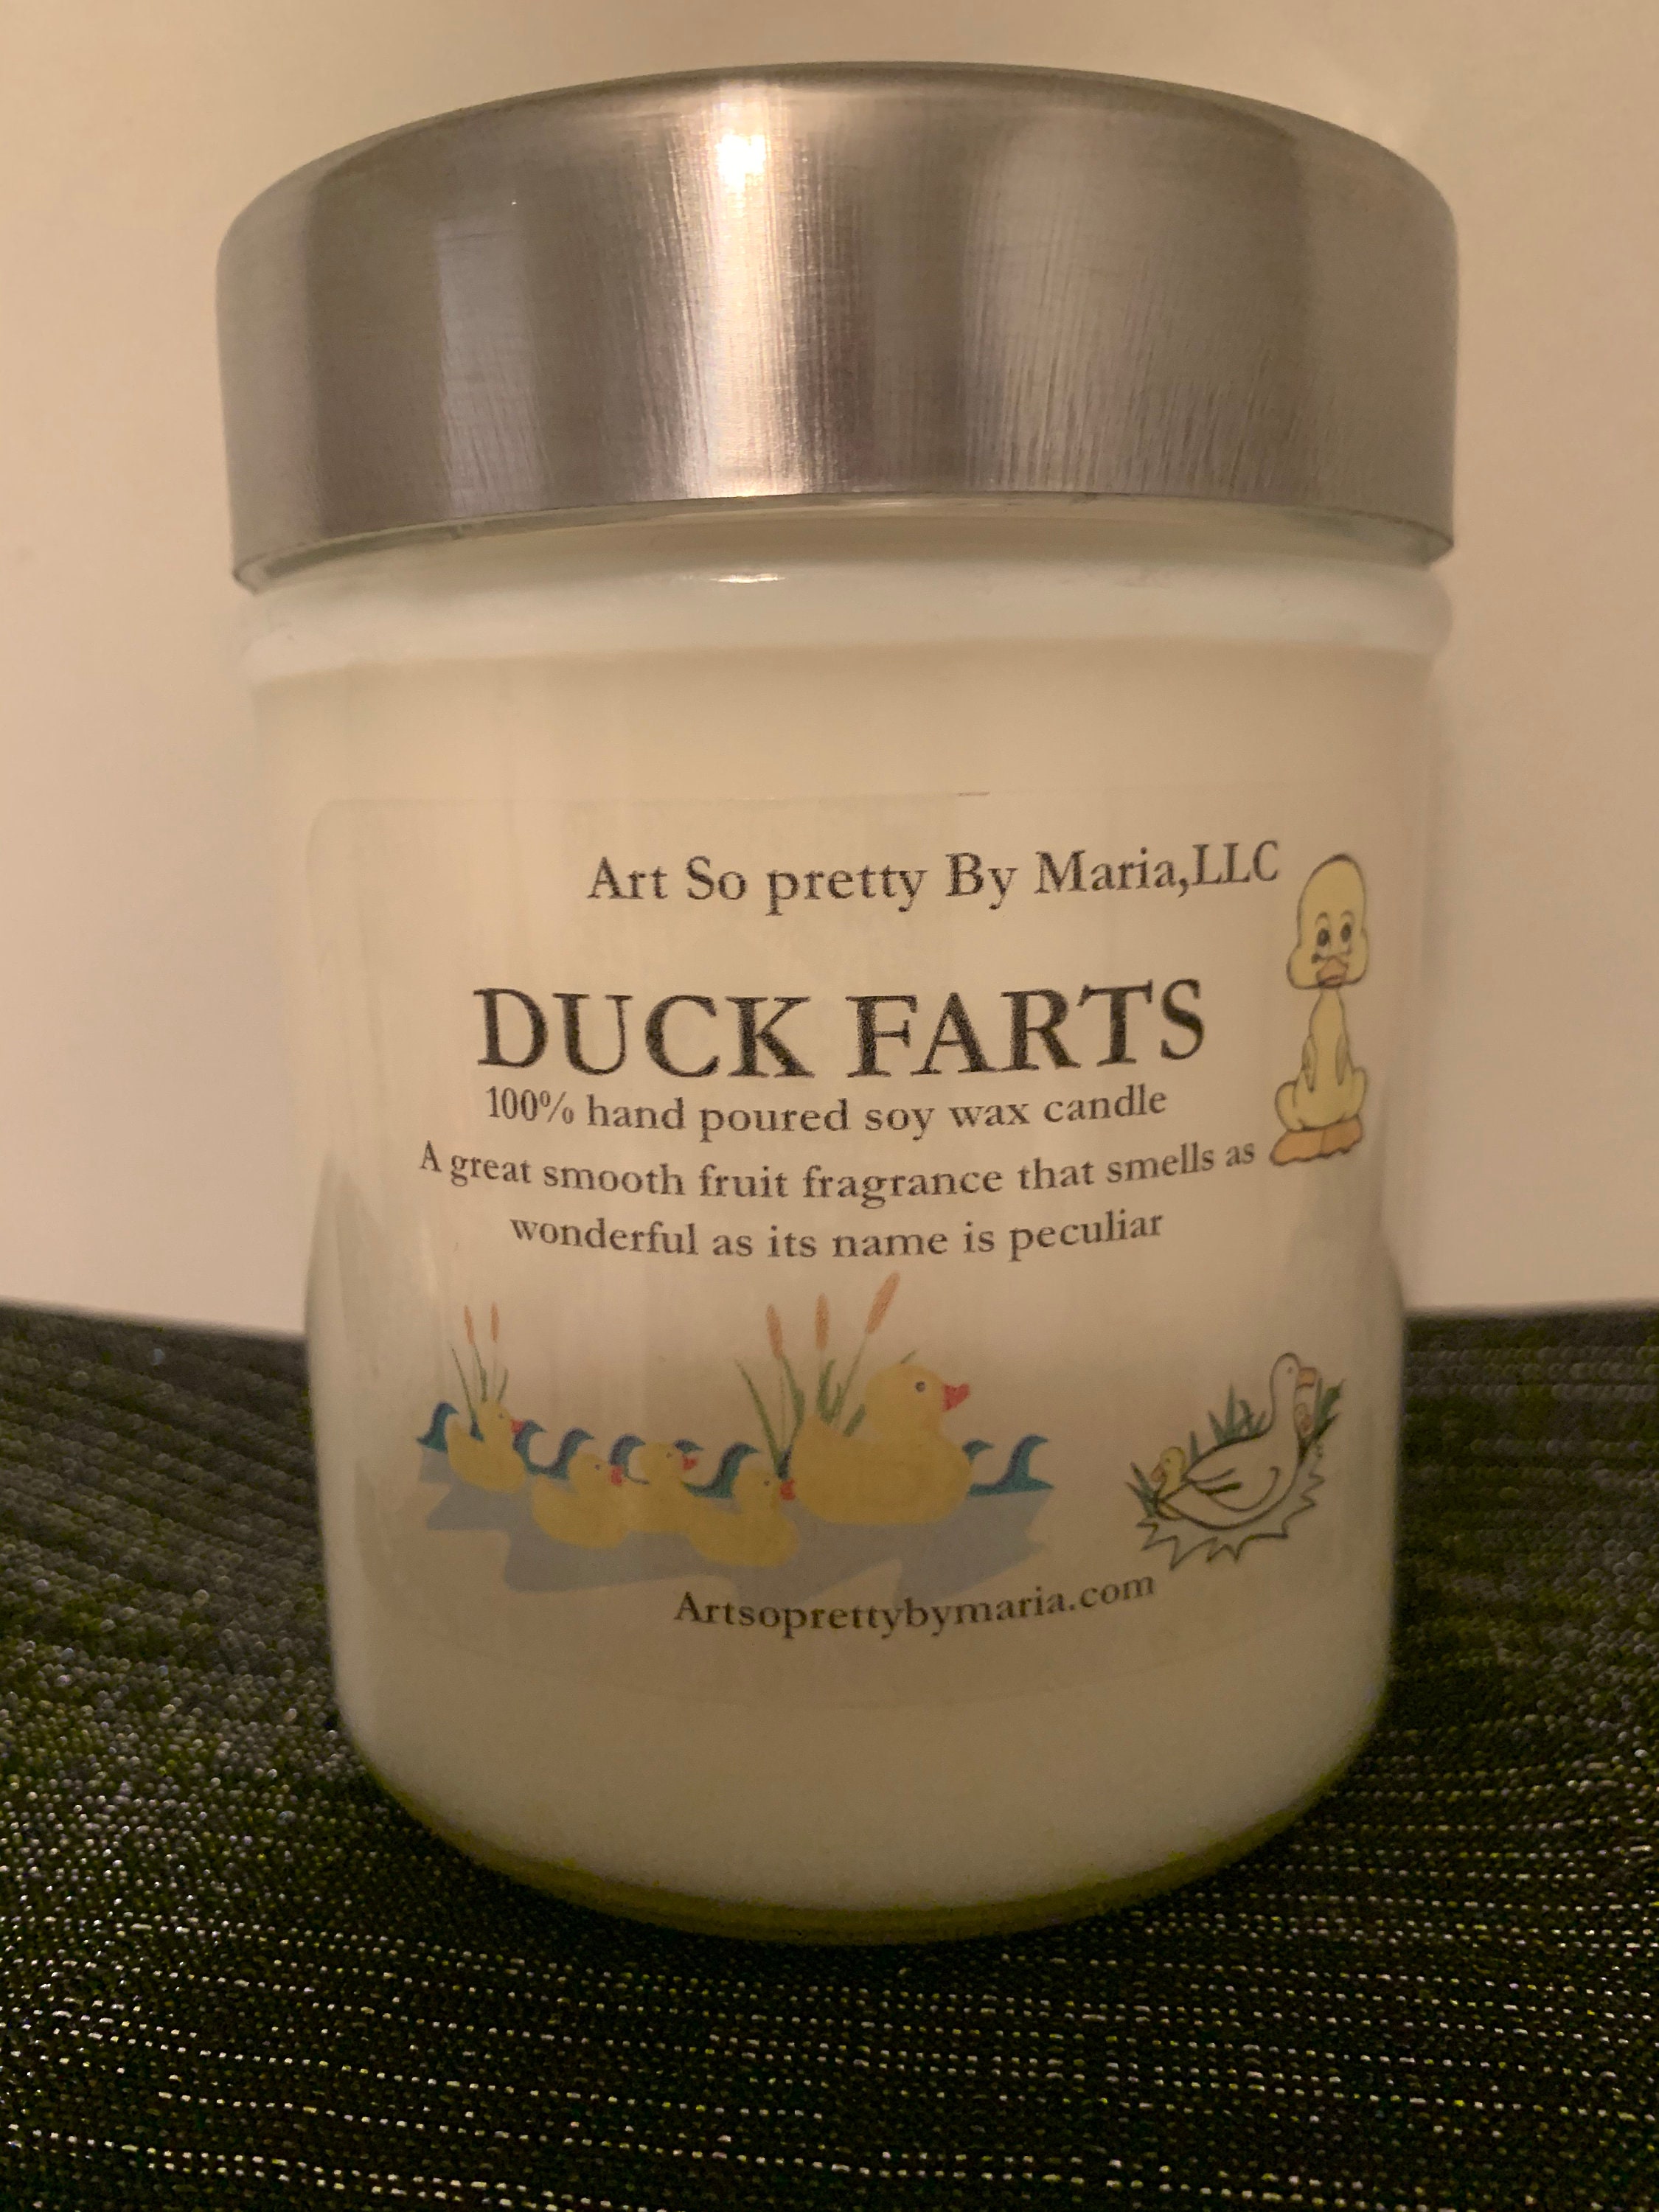 Art So pretty By Maria,LLC
DUCK FARTS
100% hand poured soy wax candle
A great smooth fruit fragrance that smells as
wonderful as its name is peculiar
Artsoprettybymaria.com